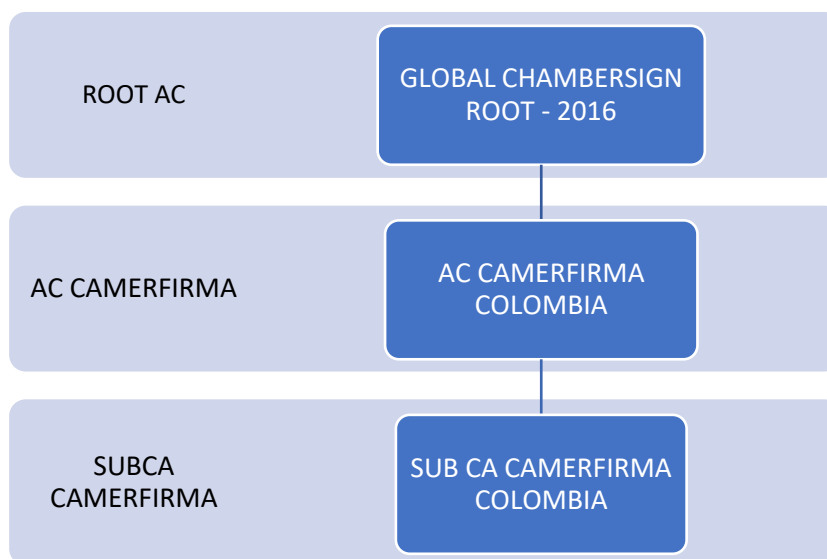 ROOT AC
GLOBAL CHAMBERSIGN
ROOT - 2016
AC CAMERFIRMA
AC CAMERFIRMA
COLOMBIA
SUBCA
CAMERFIRMA
SUB CA CAMERFIRMA
COLOMBIA